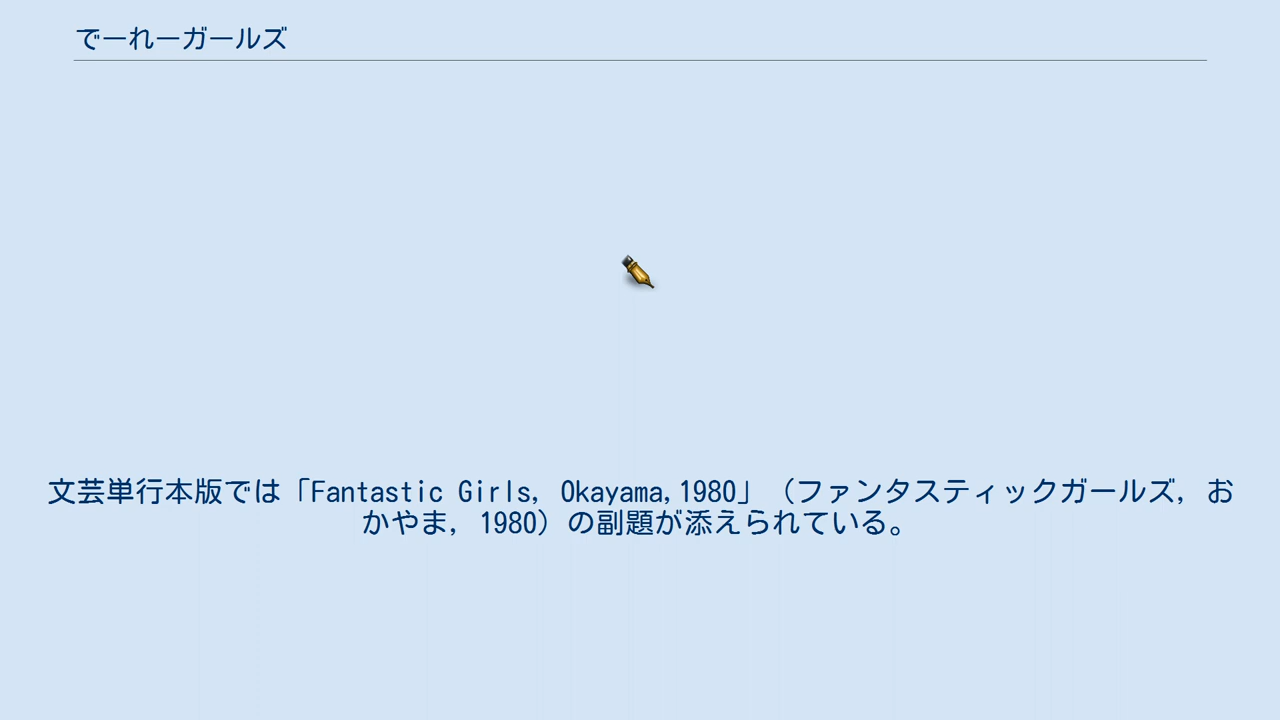 でーれーガールズ
文芸単行本版では「Fantastic Girls, Okayama,1980」（ファンタスティックガールズ, お
かやま, 1980）の副題が添えられている。